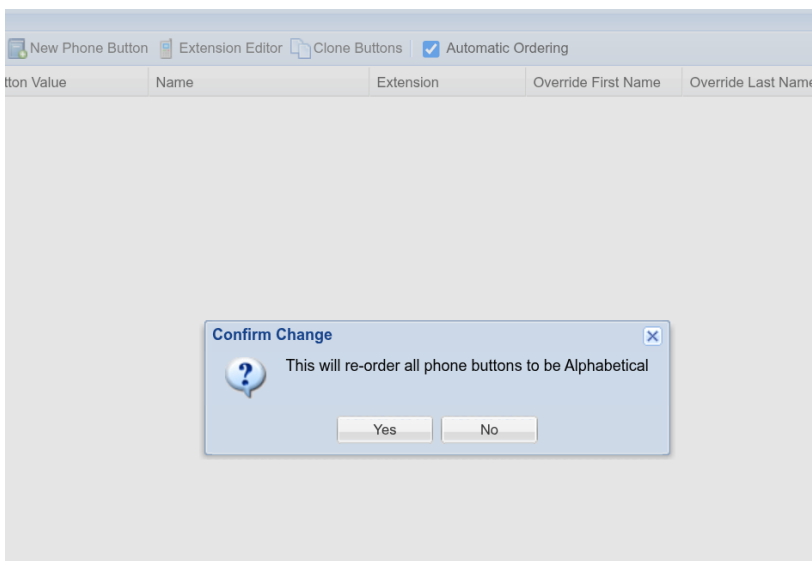 New Phone Button Extension Editor Clone Buttons Automatic Ordering
tton Value Name Extension Override First Name Override Last Name
Confirm Change
This will re-order all phone buttons to be Alphabetical
Yes No